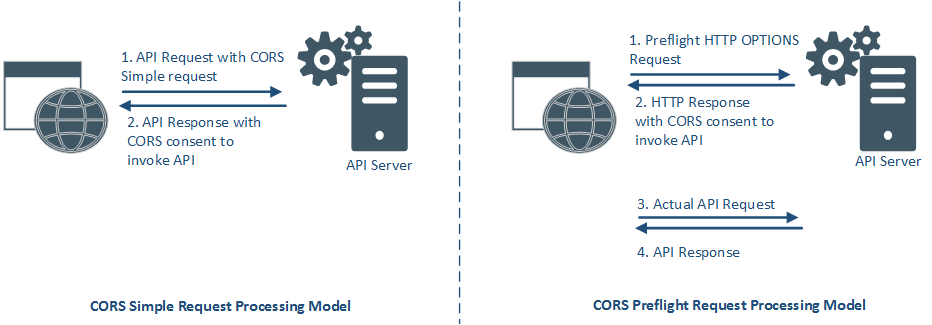 1. API Request with CORS
Simple request
2. API Response with
CORS consent to
invoke API
API Server
CORS Simple Request Processing Model
1. Preflight HTTP OPTIONS
Request
2. HTTP Response
with CORS consent to
invoke API
API Server
3. Actual API Request
4. API Response
CORS Preflight Request Processing Model